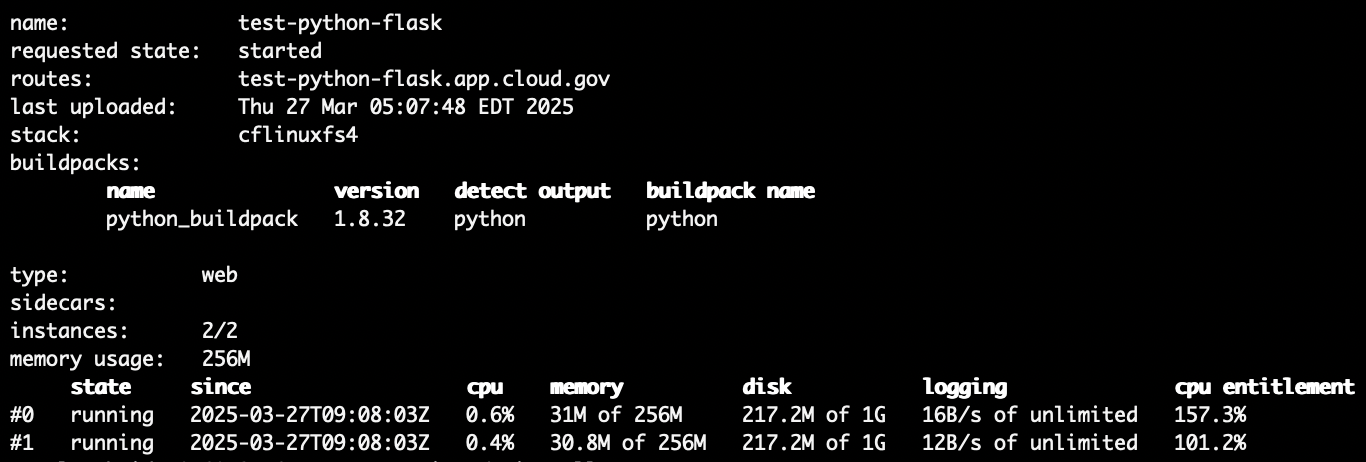 name: test-python-flask
requested state: started
routes: test-python-flask.app.cloud.gov
last uploaded: Thu 27 Mar 05:07:48 EDT 2025
stack: cflinuxfs4
buildpacks:
name version detect output buildpack name
python_buildpack 1.8.32 python python
type: web
sidecars:
instances: 2/2
memory usage: 256M
state since cpu memory disk logging cpu entitlement
#0 running 2025-03-27T09:08:03Z 0.6% 31M of 256M 217.2M of 1G 16B/s of unlimited 157.3%
#1 running 2025-03-27T09:08:03Z 0.4% 30.8M of 256M 217.2M of 1G 12B/s of unlimited 101.2%